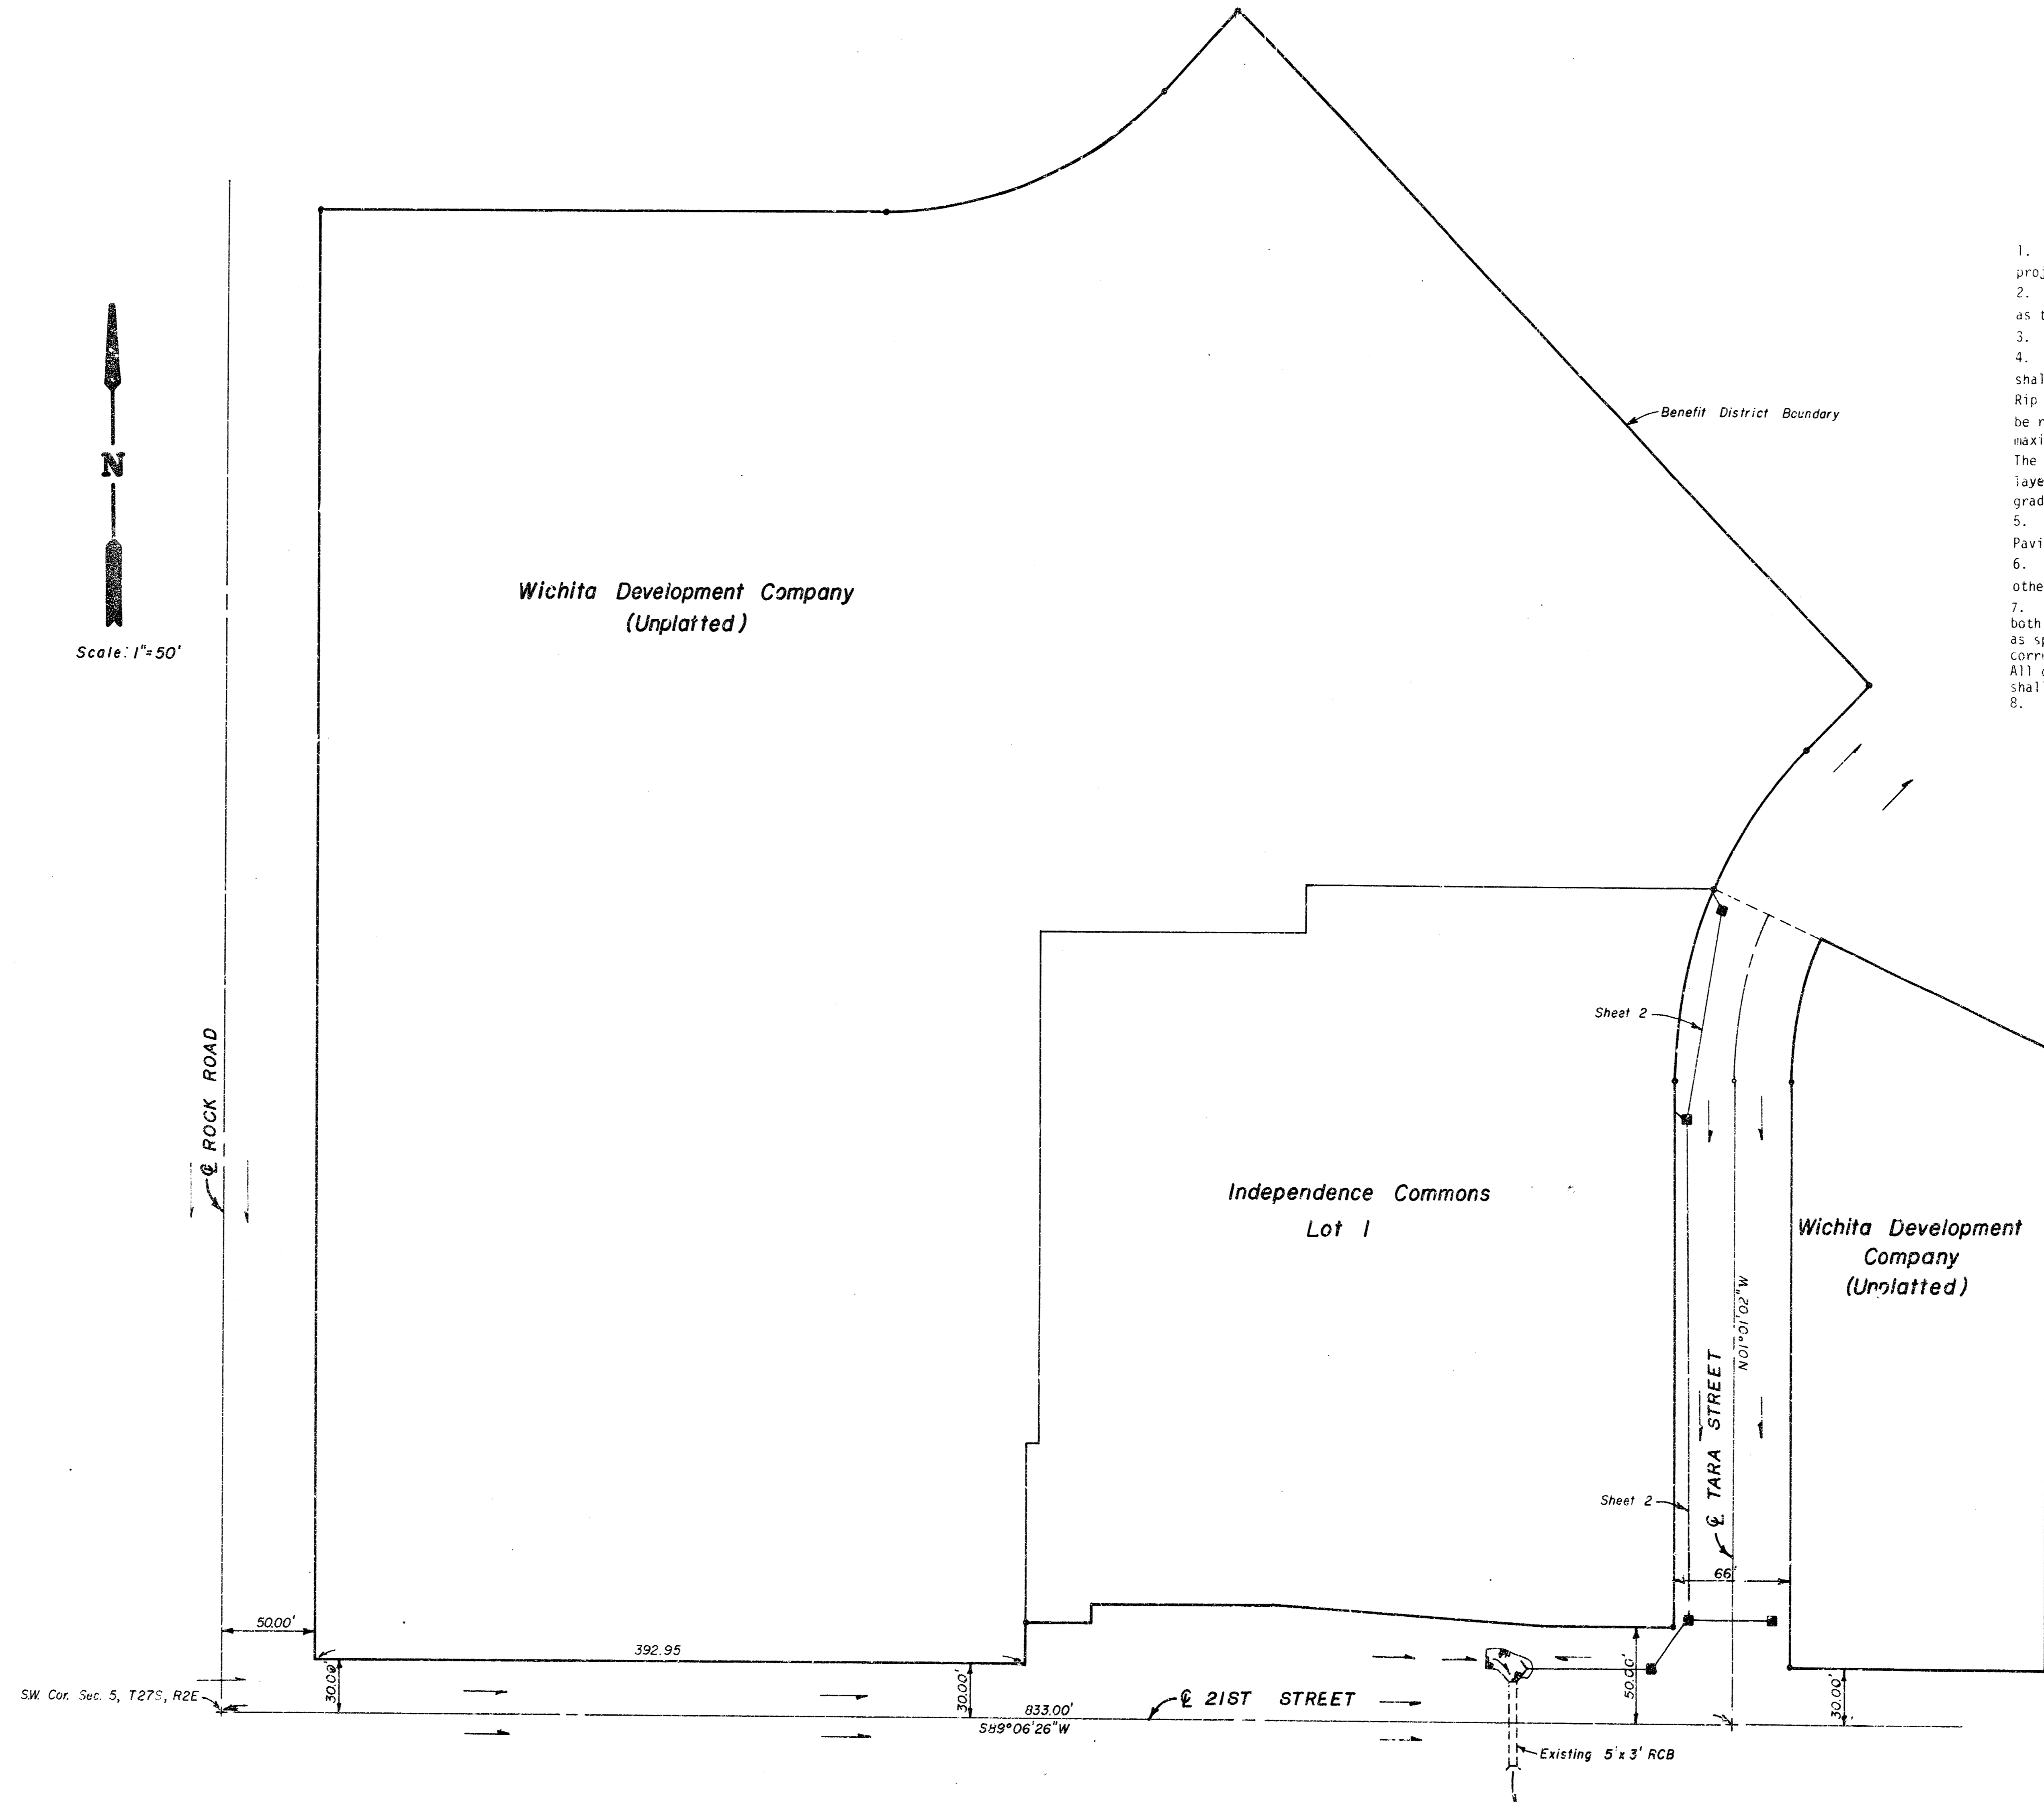 N
Scale: 1"=50'
Wichita Development Company
(Unplatted)
Benefit District Boundary
1.
proj
2.
as t
3.
4.
shal
Rip
be r
maxi
The
laye
grad
5.
Pavi
6.
othe
7.
both
as sp
corr
All
shal
8.
℄ ROCK ROAD
Sheet 2
Independence Commons
Lot 1
Wichita Development
Company
(Unplatted)
N01°01'02"W
℄ TARA STREET
Sheet 2
66'
50.00'
392.95
30.00'
30.00'
50.00'
30.00'
S.W. Cor. Sec. 5, T27S, R2E
℄ 21ST STREET
833.00'
S89°06'26"W
Existing 5'x 3' RCB